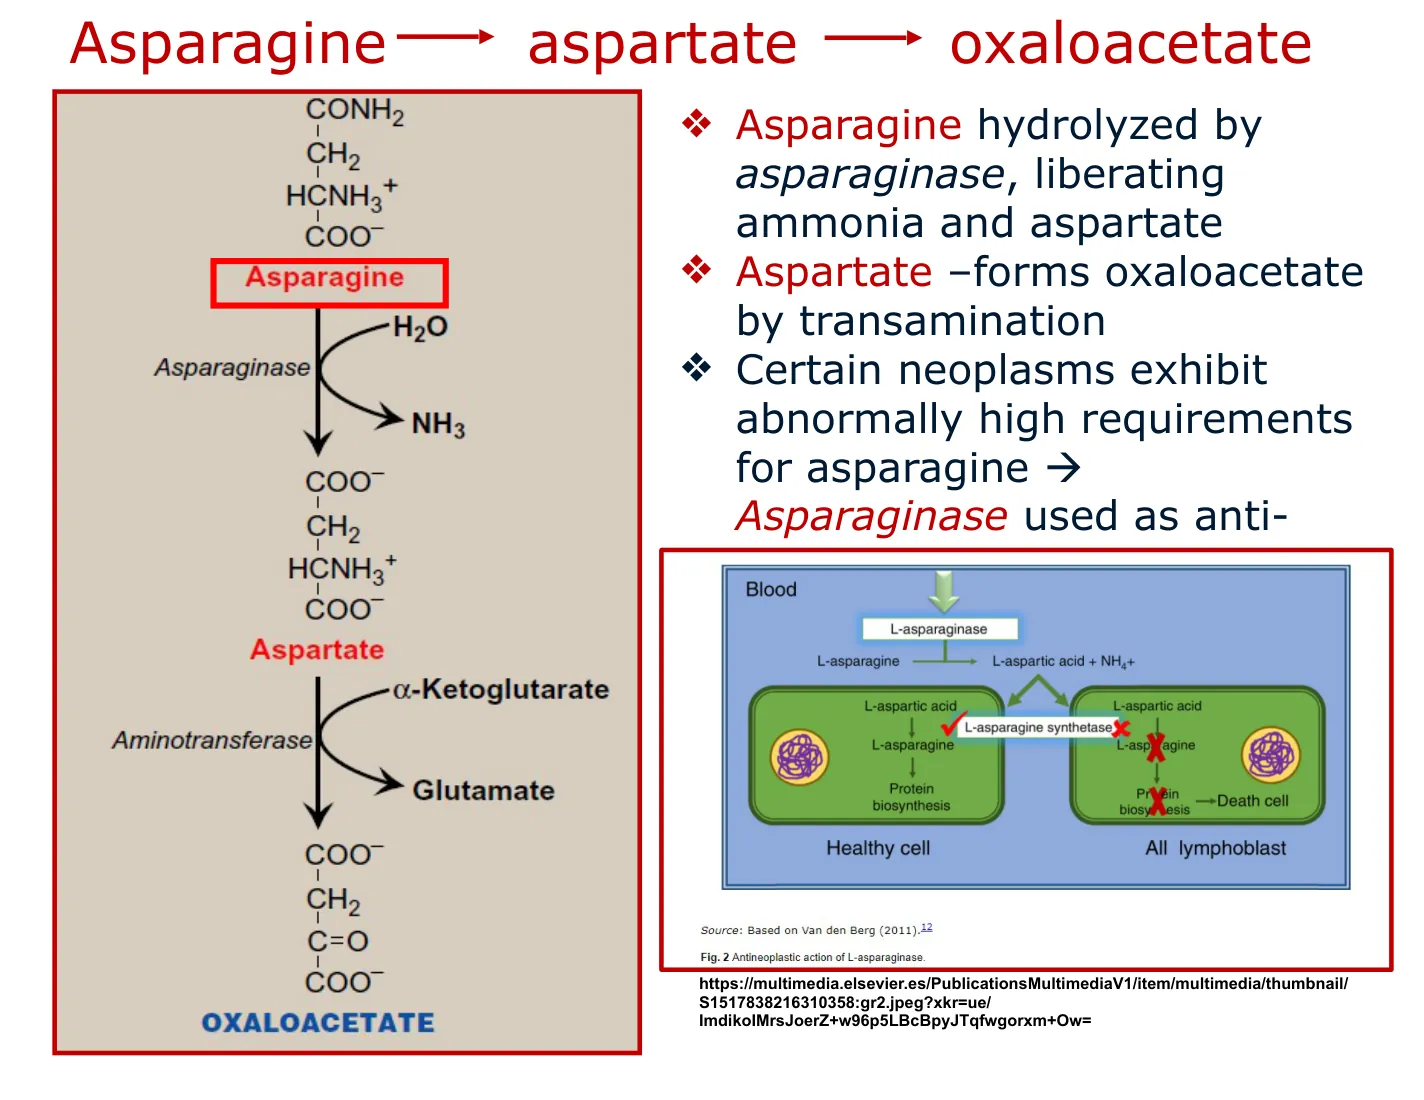 Asparagine → aspartate → oxaloacetate
CONH₂
CH₂
HCNH₃⁺
COO⁻
Asparagine
H₂O
Asparaginase
NH₃
COO⁻
CH₂
HCNH₃⁺
COO⁻
Aspartate
α-Ketoglutarate
Aminotransferase
Glutamate
COO⁻
CH₂
C=O
COO⁻
OXALOACETATE
❖ Asparagine hydrolyzed by
asparaginase, liberating
ammonia and aspartate
❖ Aspartate –forms oxaloacetate
by transamination
❖ Certain neoplasms exhibit
abnormally high requirements
for asparagine →
Asparaginase used as anti-
Blood
L-asparaginase
L-asparagine
L-aspartic acid + NH₄+
L-aspartic acid
L-asparagine synthetase
L-asparagine
Protein
biosynthesis
Healthy cell
L-aspartic acid
L-asparagine
Protein
biosynthesis
Death cell
All lymphoblast
Source: Based on Van den Berg (2011).12
Fig. 2 Antineoplastic action of L-asparaginase.
https://multimedia.elsevier.es/PublicationsMultimediaV1/item/multimedia/thumbnail/
S1517838216310358:gr2.jpeg?xkr=ue/
ImdikoIMrsJoerZ+w96p5LBcBpyJTqfwgorxm+Ow=